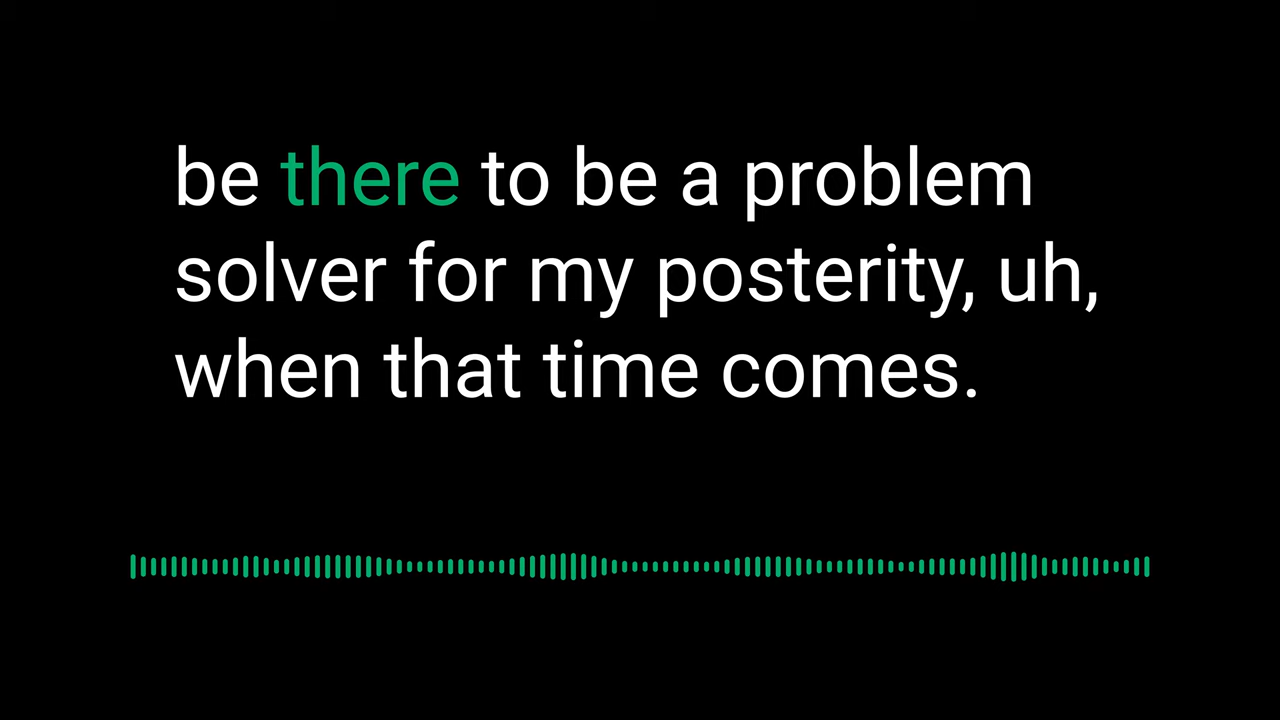 be there to be a problem
solver for my posterity, uh,
when that time comes.